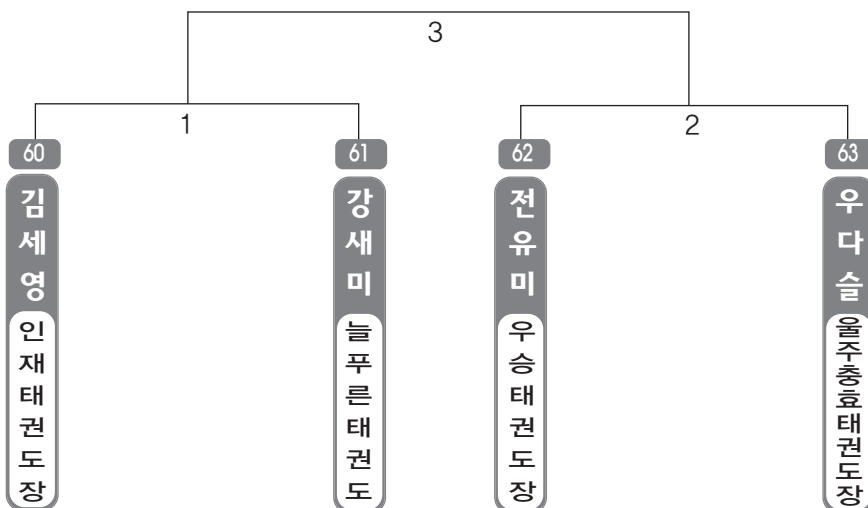 3
1
2
60
61
62
63
김세영
강새미
전유미
우다슬
인재태권도장
늘푸른태권도
우승태권도장
울주충효태권도장